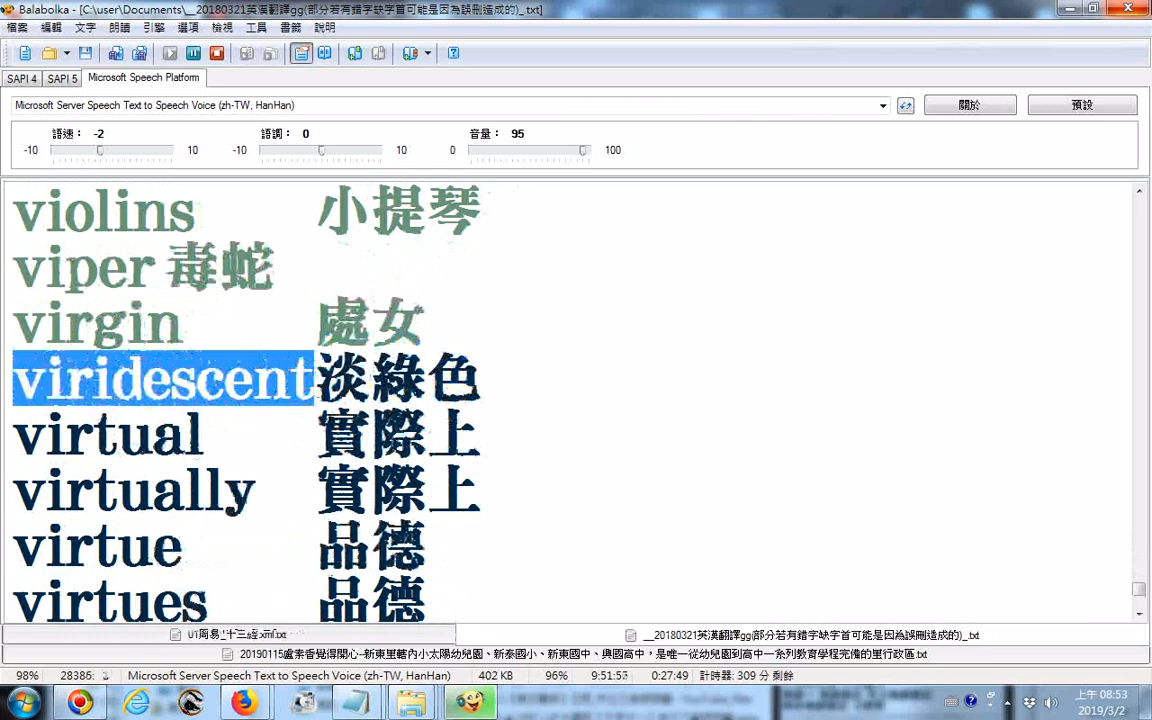 Balabolka - [C:\user\Documents\__20180321英漢翻譯gg(部分若有錯字缺字首可能是因為誤刪造成的)_.txt]
檔案 編輯 文字 朗讀 引擎 選項 檢視 工具 書籤 說明
SAPI 4 SAPI 5 Microsoft Speech Platform
Microsoft Server Speech Text to Speech Voice (zh-TW, HanHan) 關於 預設
語速： -2 語調： 0 音量： 95
-10 10 -10 10 0 100
violins 小提琴
viper 毒蛇
virgin 處女
viridescent 淡綠色
virtual 實際上
virtually 實際上
virtue 品德
virtues 品德
__20180321英漢翻譯gg(部分若有錯字缺字首可能是因為誤刪造成的)_.txt
20190115盧素香覺得開心-新東里轄內小太陽幼兒園、新泰國小、新東國中、興國高中，是唯一從幼兒園到高中一系列教育學程完備的里行政區.txt
98% 28385: Microsoft Server Speech Text to Speech Voice (zh-TW, HanHan) 402 KB 96% 9:51:53 0:27:49 計時器: 309 分 剩餘
上午 08:53
2019/3/2